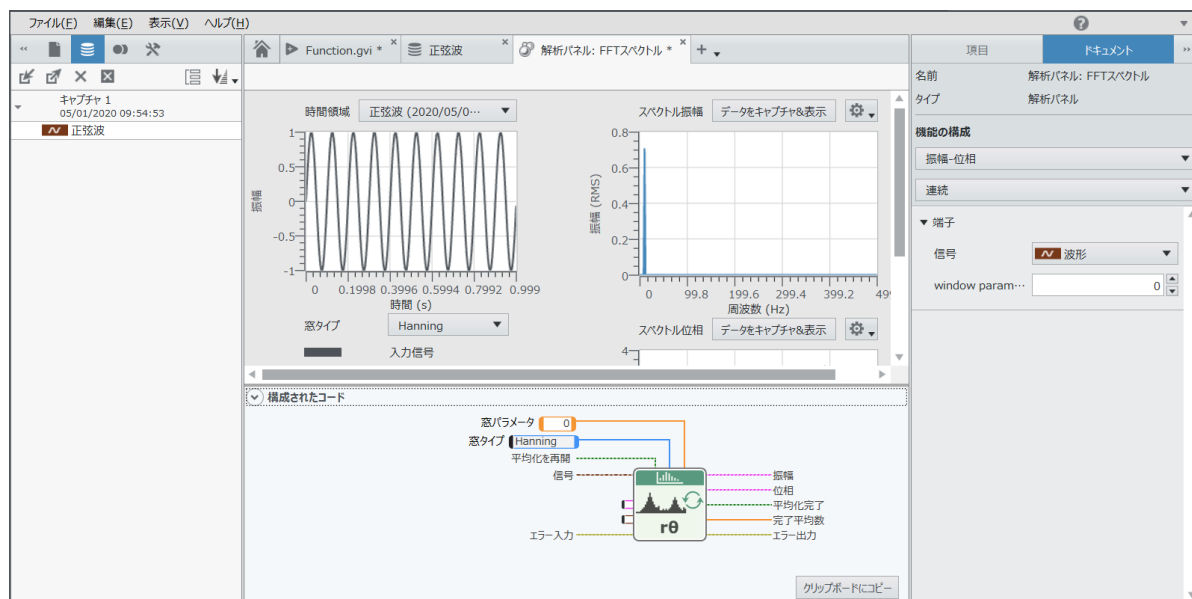 ファイル(F) 編集(E) 表示(V) ヘルプ(H)
Function.gvi *
正弦波
解析パネル: FFTスペクトル *
項目
ドキュメント
キャプチャ 1
05/01/2020 09:54:53
正弦波
時間領域
正弦波 (2020/05/0…
1
0.5
0
-0.5
-1
振幅
0 0.1998 0.3996 0.5994 0.7992 0.999
時間 (s)
窓タイプ
Hanning
入力信号
スペクトル振幅
データをキャプチャ&表示
0.8
0.6
0.4
0.2
0
振幅 (RMS)
0 99.8 199.6 299.4 399.2 49
周波数 (Hz)
スペクトル位相
データをキャプチャ&表示
4
構成されたコード
窓パラメータ 0
窓タイプ Hanning
平均化を再開
信号
エラー入力
rθ
振幅
位相
平均化完了
完了平均数
エラー出力
クリップボードにコピー
名前 解析パネル: FFTスペクトル
タイプ 解析パネル
機能の構成
振幅-位相
連続
端子
信号 波形
window param… 0